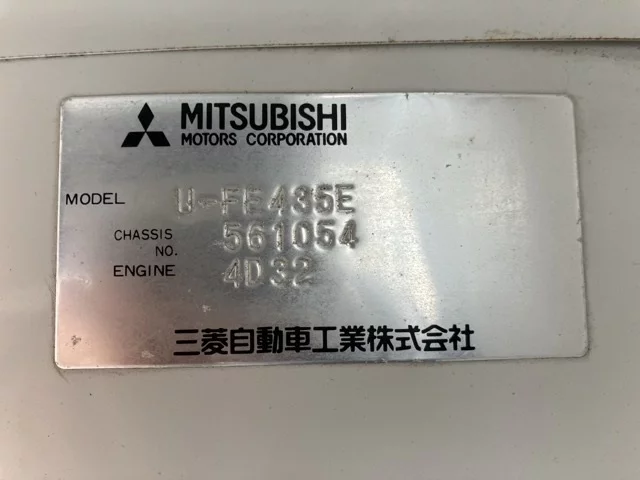 MITSUBISHI
MOTORS CORPORATION
MODEL U-FE435E
CHASSIS NO. 561054
ENGINE 4D32
三菱自動車工業株式会社